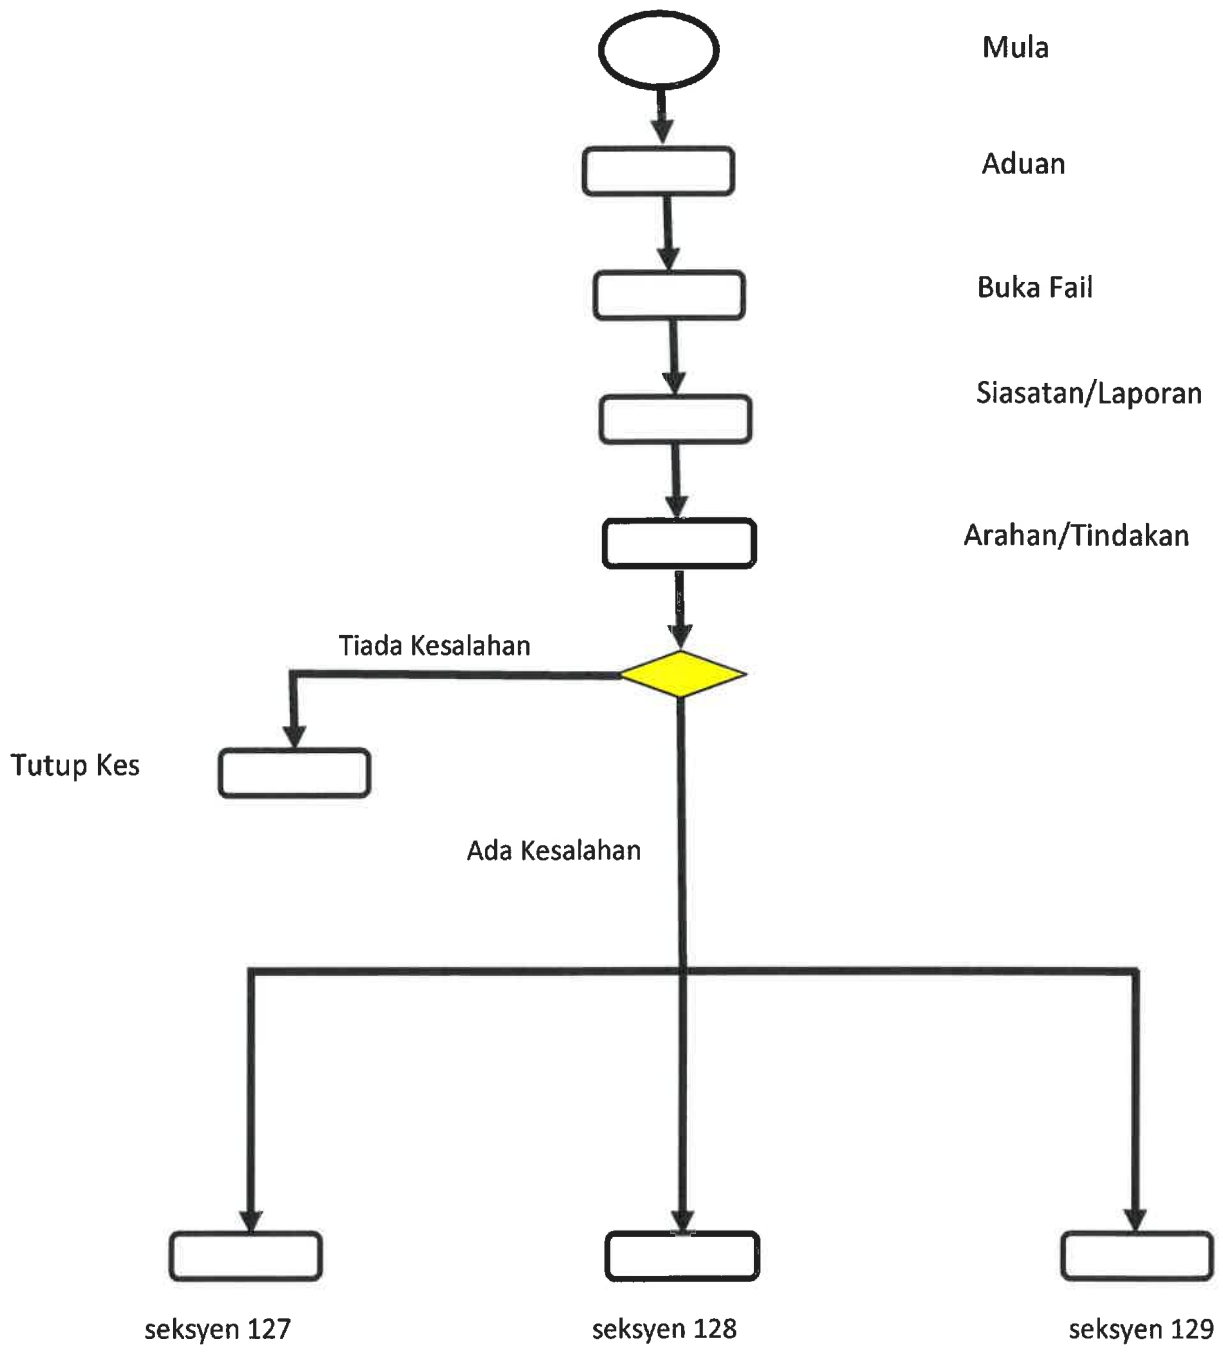 Mula
Aduan
Buka Fail
Siasatan/Laporan
Arahan/Tindakan
Tiada Kesalahan
Tutup Kes
Ada Kesalahan
seksyen 127
seksyen 128
seksyen 129